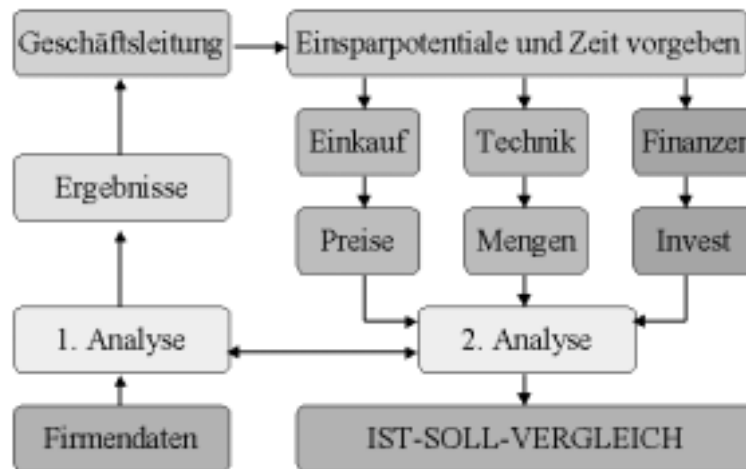 Geschäftsleitung
Einsparpotentiale und Zeit vorgeben
Einkauf
Technik
Finanzen
Ergebnisse
Preise
Mengen
Invest
1. Analyse
2. Analyse
Firmendaten
IST-SOLL-VERGLEICH